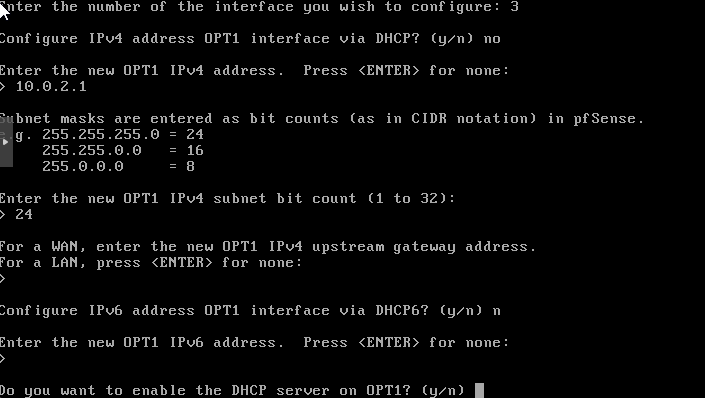 Enter the number of the interface you wish to configure: 3
Configure IPv4 address OPT1 interface via DHCP? (y/n) no
Enter the new OPT1 IPv4 address.  Press <ENTER> for none:
> 10.0.2.1
Subnet masks are entered as bit counts (as in CIDR notation) in pfSense.
e.g. 255.255.255.0 = 24
     255.255.0.0   = 16
     255.0.0.0     = 8
Enter the new OPT1 IPv4 subnet bit count (1 to 32):
> 24
For a WAN, enter the new OPT1 IPv4 upstream gateway address.
For a LAN, press <ENTER> for none:
>
Configure IPv6 address OPT1 interface via DHCP6? (y/n) n
Enter the new OPT1 IPv6 address.  Press <ENTER> for none:
>
Do you want to enable the DHCP server on OPT1? (y/n)